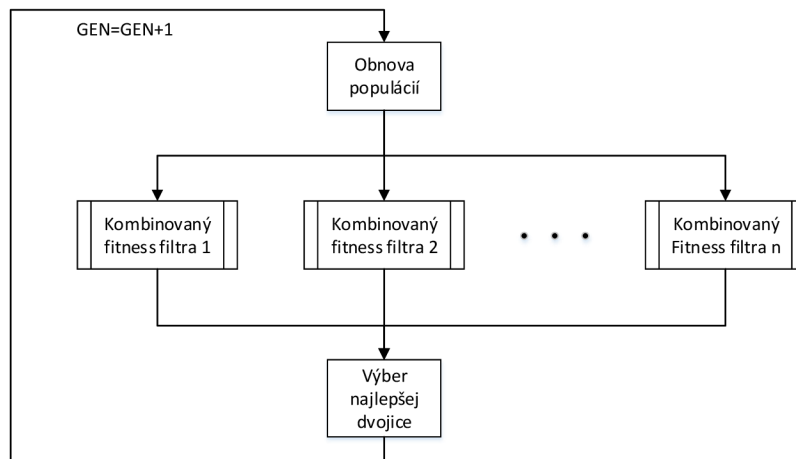 GEN=GEN+1
Obnova
populácií
Kombinovaný
fitness filtra 1
Kombinovaný
fitness filtra 2
Kombinovaný
Fitness filtra n
Výber
najlepšej
dvojice